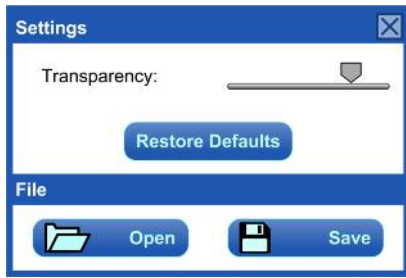 Settings
Transparency:
Restore Defaults
File
Open
Save